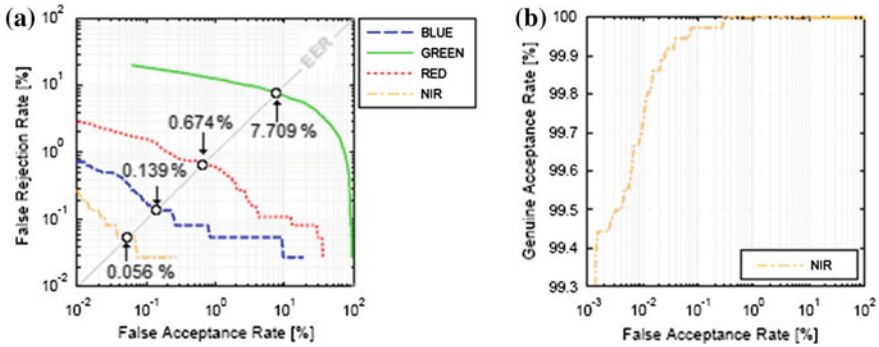 (a)
False Rejection Rate [%]
10²
10¹
10⁰
10⁻¹
10⁻²
EER
0.674 %
7.709 %
0.139 %
0.056 %
10⁻²
10⁻¹
10⁰
10¹
10²
False Acceptance Rate [%]
BLUE
GREEN
RED
NIR
(b)
Genuine Acceptance Rate [%]
100
99.9
99.8
99.7
99.6
99.5
99.4
99.3
NIR
10⁻³
10⁻²
10⁻¹
10⁰
10¹
10²
False Acceptance Rate [%]